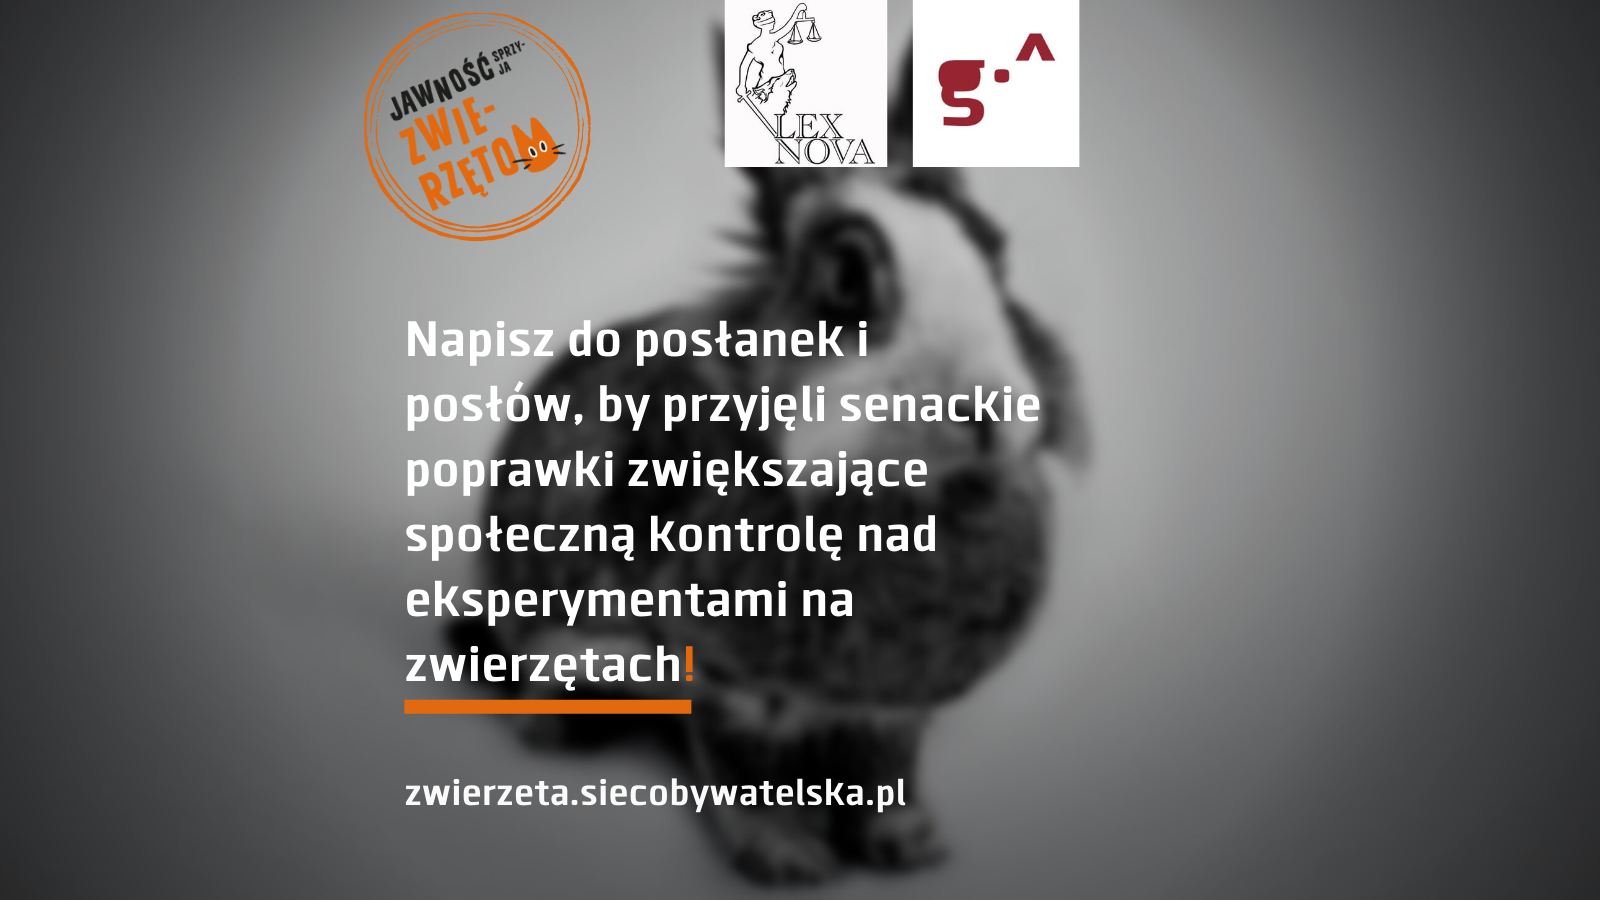 JAWNOŚĆ SPRZY-
JA
ZWIE-
RZĘTOM
LEX
NOVA
g.^
Napisz do posłanek i
posłów, by przyjęli senackie
poprawki zwiększające
społeczną kontrolę nad
eksperymentami na
zwierzętach!
zwierzeta.siecobywatelska.pl